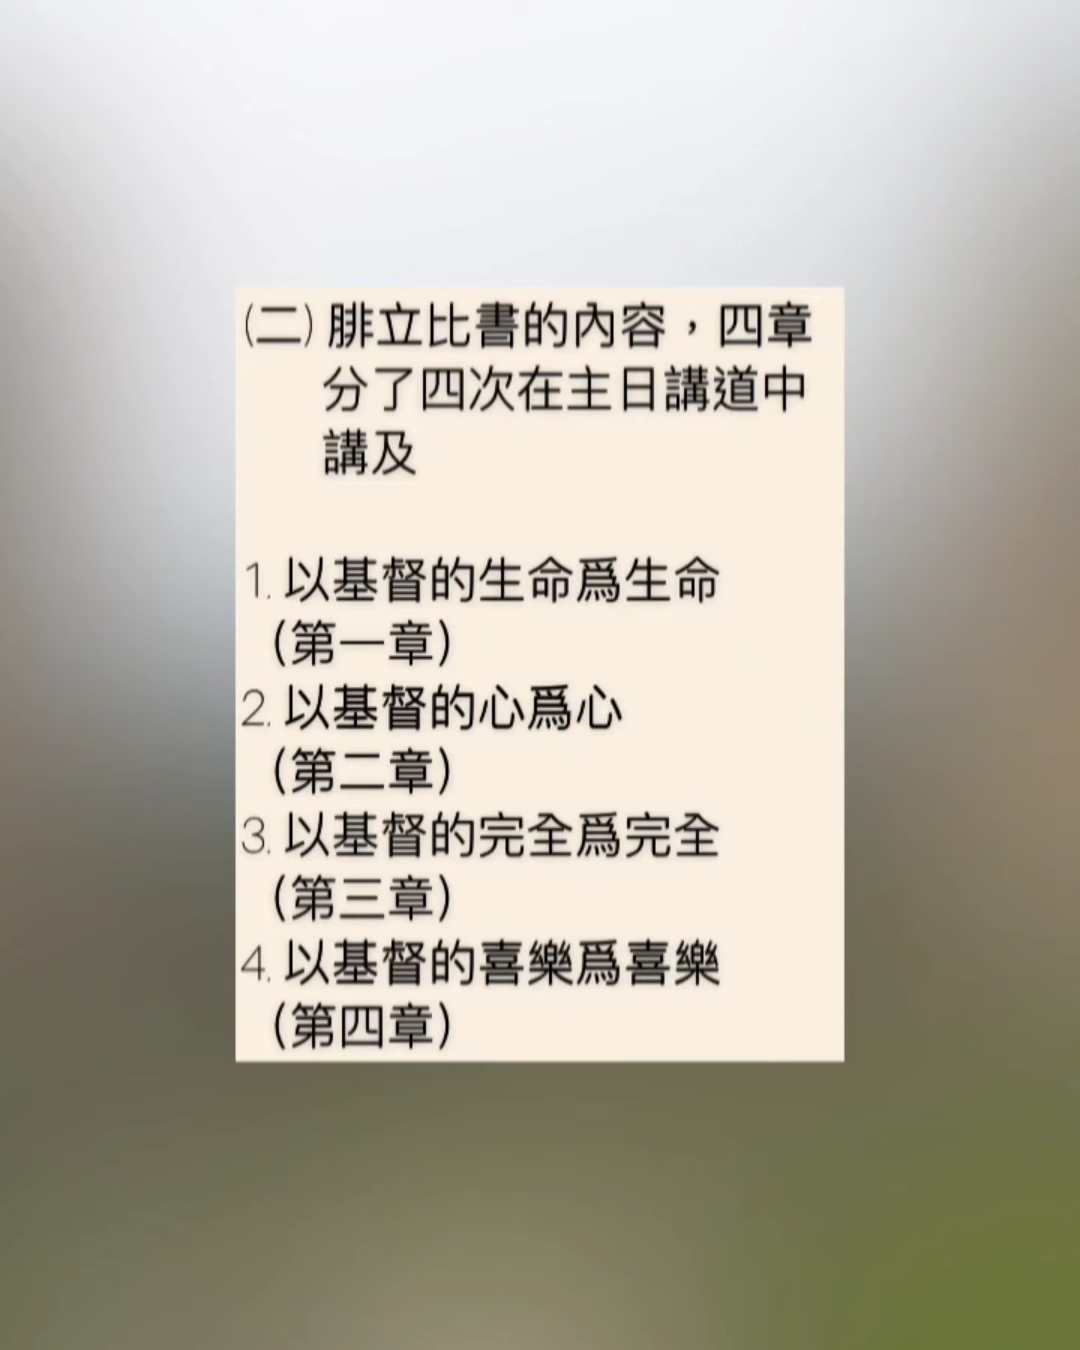 (二) 腓立比書的內容，四章
分了四次在主日講道中
講及
1. 以基督的生命爲生命
(第一章)
2. 以基督的心爲心
(第二章)
3. 以基督的完全爲完全
(第三章)
4. 以基督的喜樂爲喜樂
(第四章)